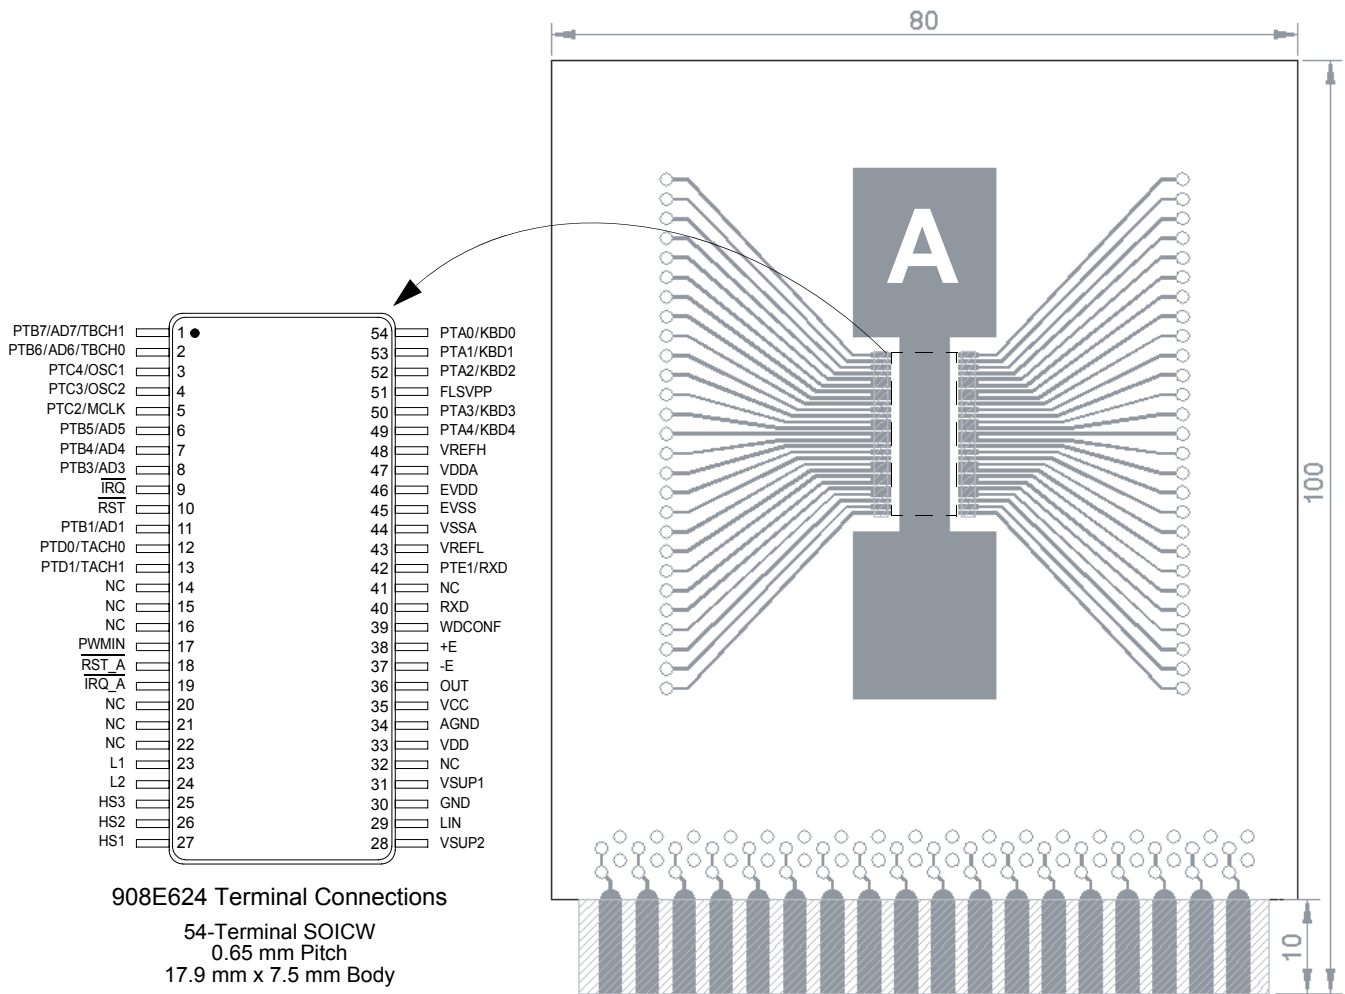 80
A
100
10
PTB7/AD7/TBCH1 1 54 PTA0/KBD0
PTB6/AD6/TBCH0 2 53 PTA1/KBD1
PTC4/OSC1 3 52 PTA2/KBD2
PTC3/OSC2 4 51 FLSVPP
PTC2/MCLK 5 50 PTA3/KBD3
PTB5/AD5 6 49 PTA4/KBD4
PTB4/AD4 7 48 VREFH
PTB3/AD3 8 47 VDDA
IRQ 9 46 EVDD
RST 10 45 EVSS
PTB1/AD1 11 44 VSSA
PTD0/TACH0 12 43 VREFL
PTD1/TACH1 13 42 PTE1/RXD
NC 14 41 NC
NC 15 40 RXD
NC 16 39 WDCONF
PWMIN 17 38 +E
RST_A 18 37 -E
IRQ_A 19 36 OUT
NC 20 35 VCC
NC 21 34 AGND
NC 22 33 VDD
L1 23 32 NC
L2 24 31 VSUP1
HS3 25 30 GND
HS2 26 29 LIN
HS1 27 28 VSUP2
908E624 Terminal Connections
54-Terminal SOICW
0.65 mm Pitch
17.9 mm x 7.5 mm Body